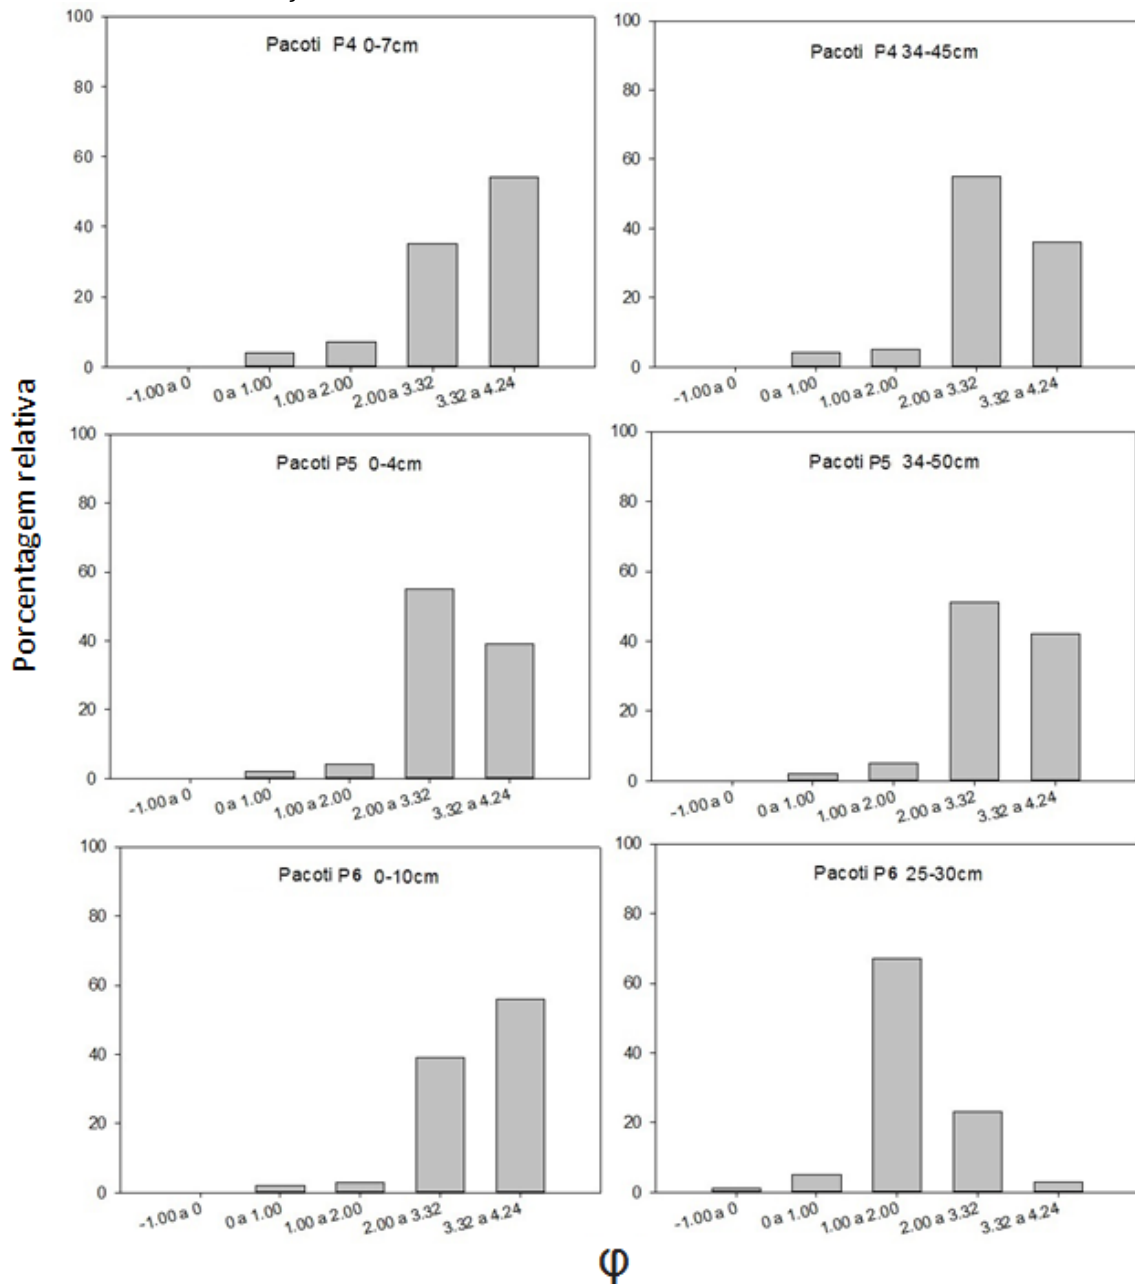 Pacoti P4 0-7cm
100
80
60
40
20
0
-1.00 a 0
0 a 1.00
1.00 a 2.00
2.00 a 3.32
3.32 a 4.24
Pacoti P4 34-45cm
100
80
60
40
20
0
-1.00 a 0
0 a 1.00
1.00 a 2.00
2.00 a 3.32
3.32 a 4.24
Porcentagem relativa
Pacoti P5 0-4cm
100
80
60
40
20
0
-1.00 a 0
0 a 1.00
1.00 a 2.00
2.00 a 3.32
3.32 a 4.24
Pacoti P5 34-50cm
100
80
60
40
20
0
-1.00 a 0
0 a 1.00
1.00 a 2.00
2.00 a 3.32
3.32 a 4.24
Pacoti P6 0-10cm
100
80
60
40
20
0
-1.00 a 0
0 a 1.00
1.00 a 2.00
2.00 a 3.32
3.32 a 4.24
Pacoti P6 25-30cm
100
80
60
40
20
0
-1.00 a 0
0 a 1.00
1.00 a 2.00
2.00 a 3.32
3.32 a 4.24
φ